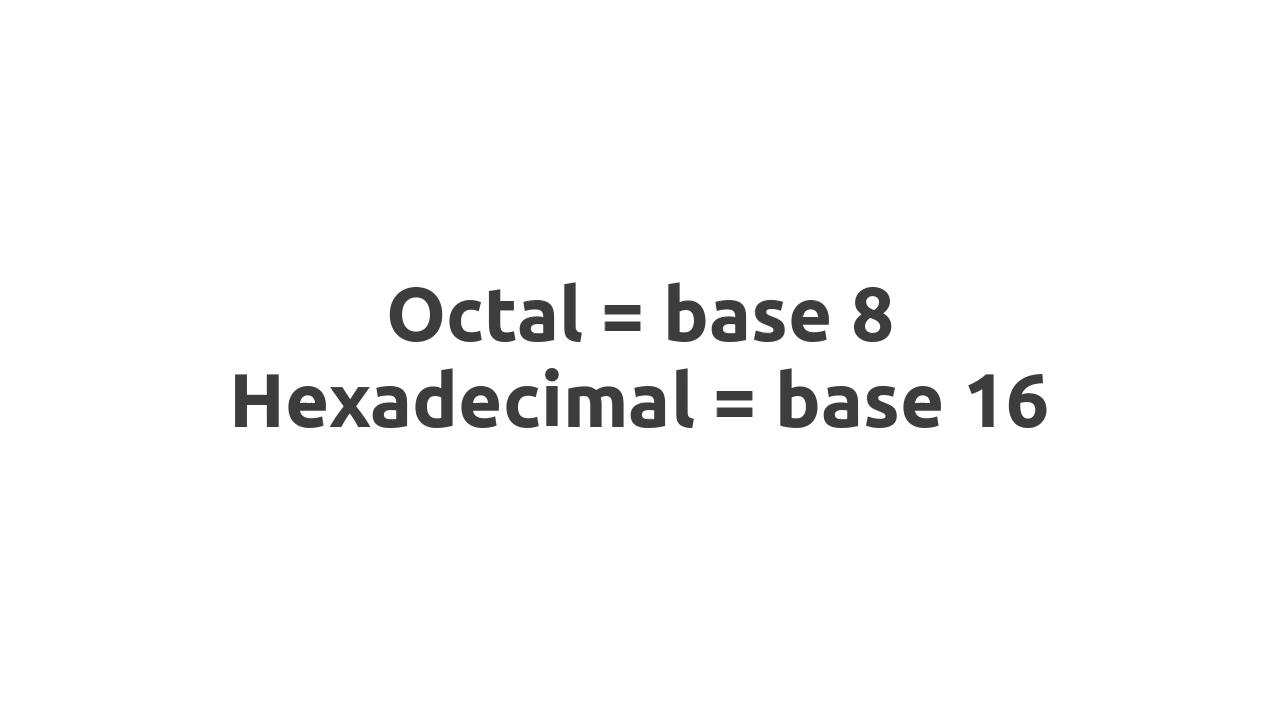 Octal = base 8
Hexadecimal = base 16